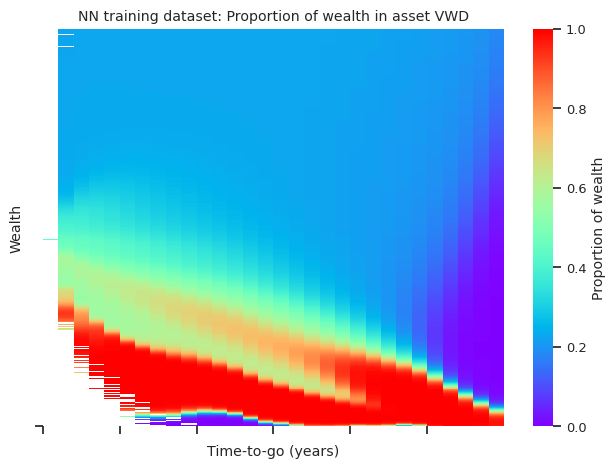 NN training dataset: Proportion of wealth in asset VWD
Wealth
Time-to-go (years)
1.0
0.8
0.6
0.4
0.2
0.0
Proportion of wealth